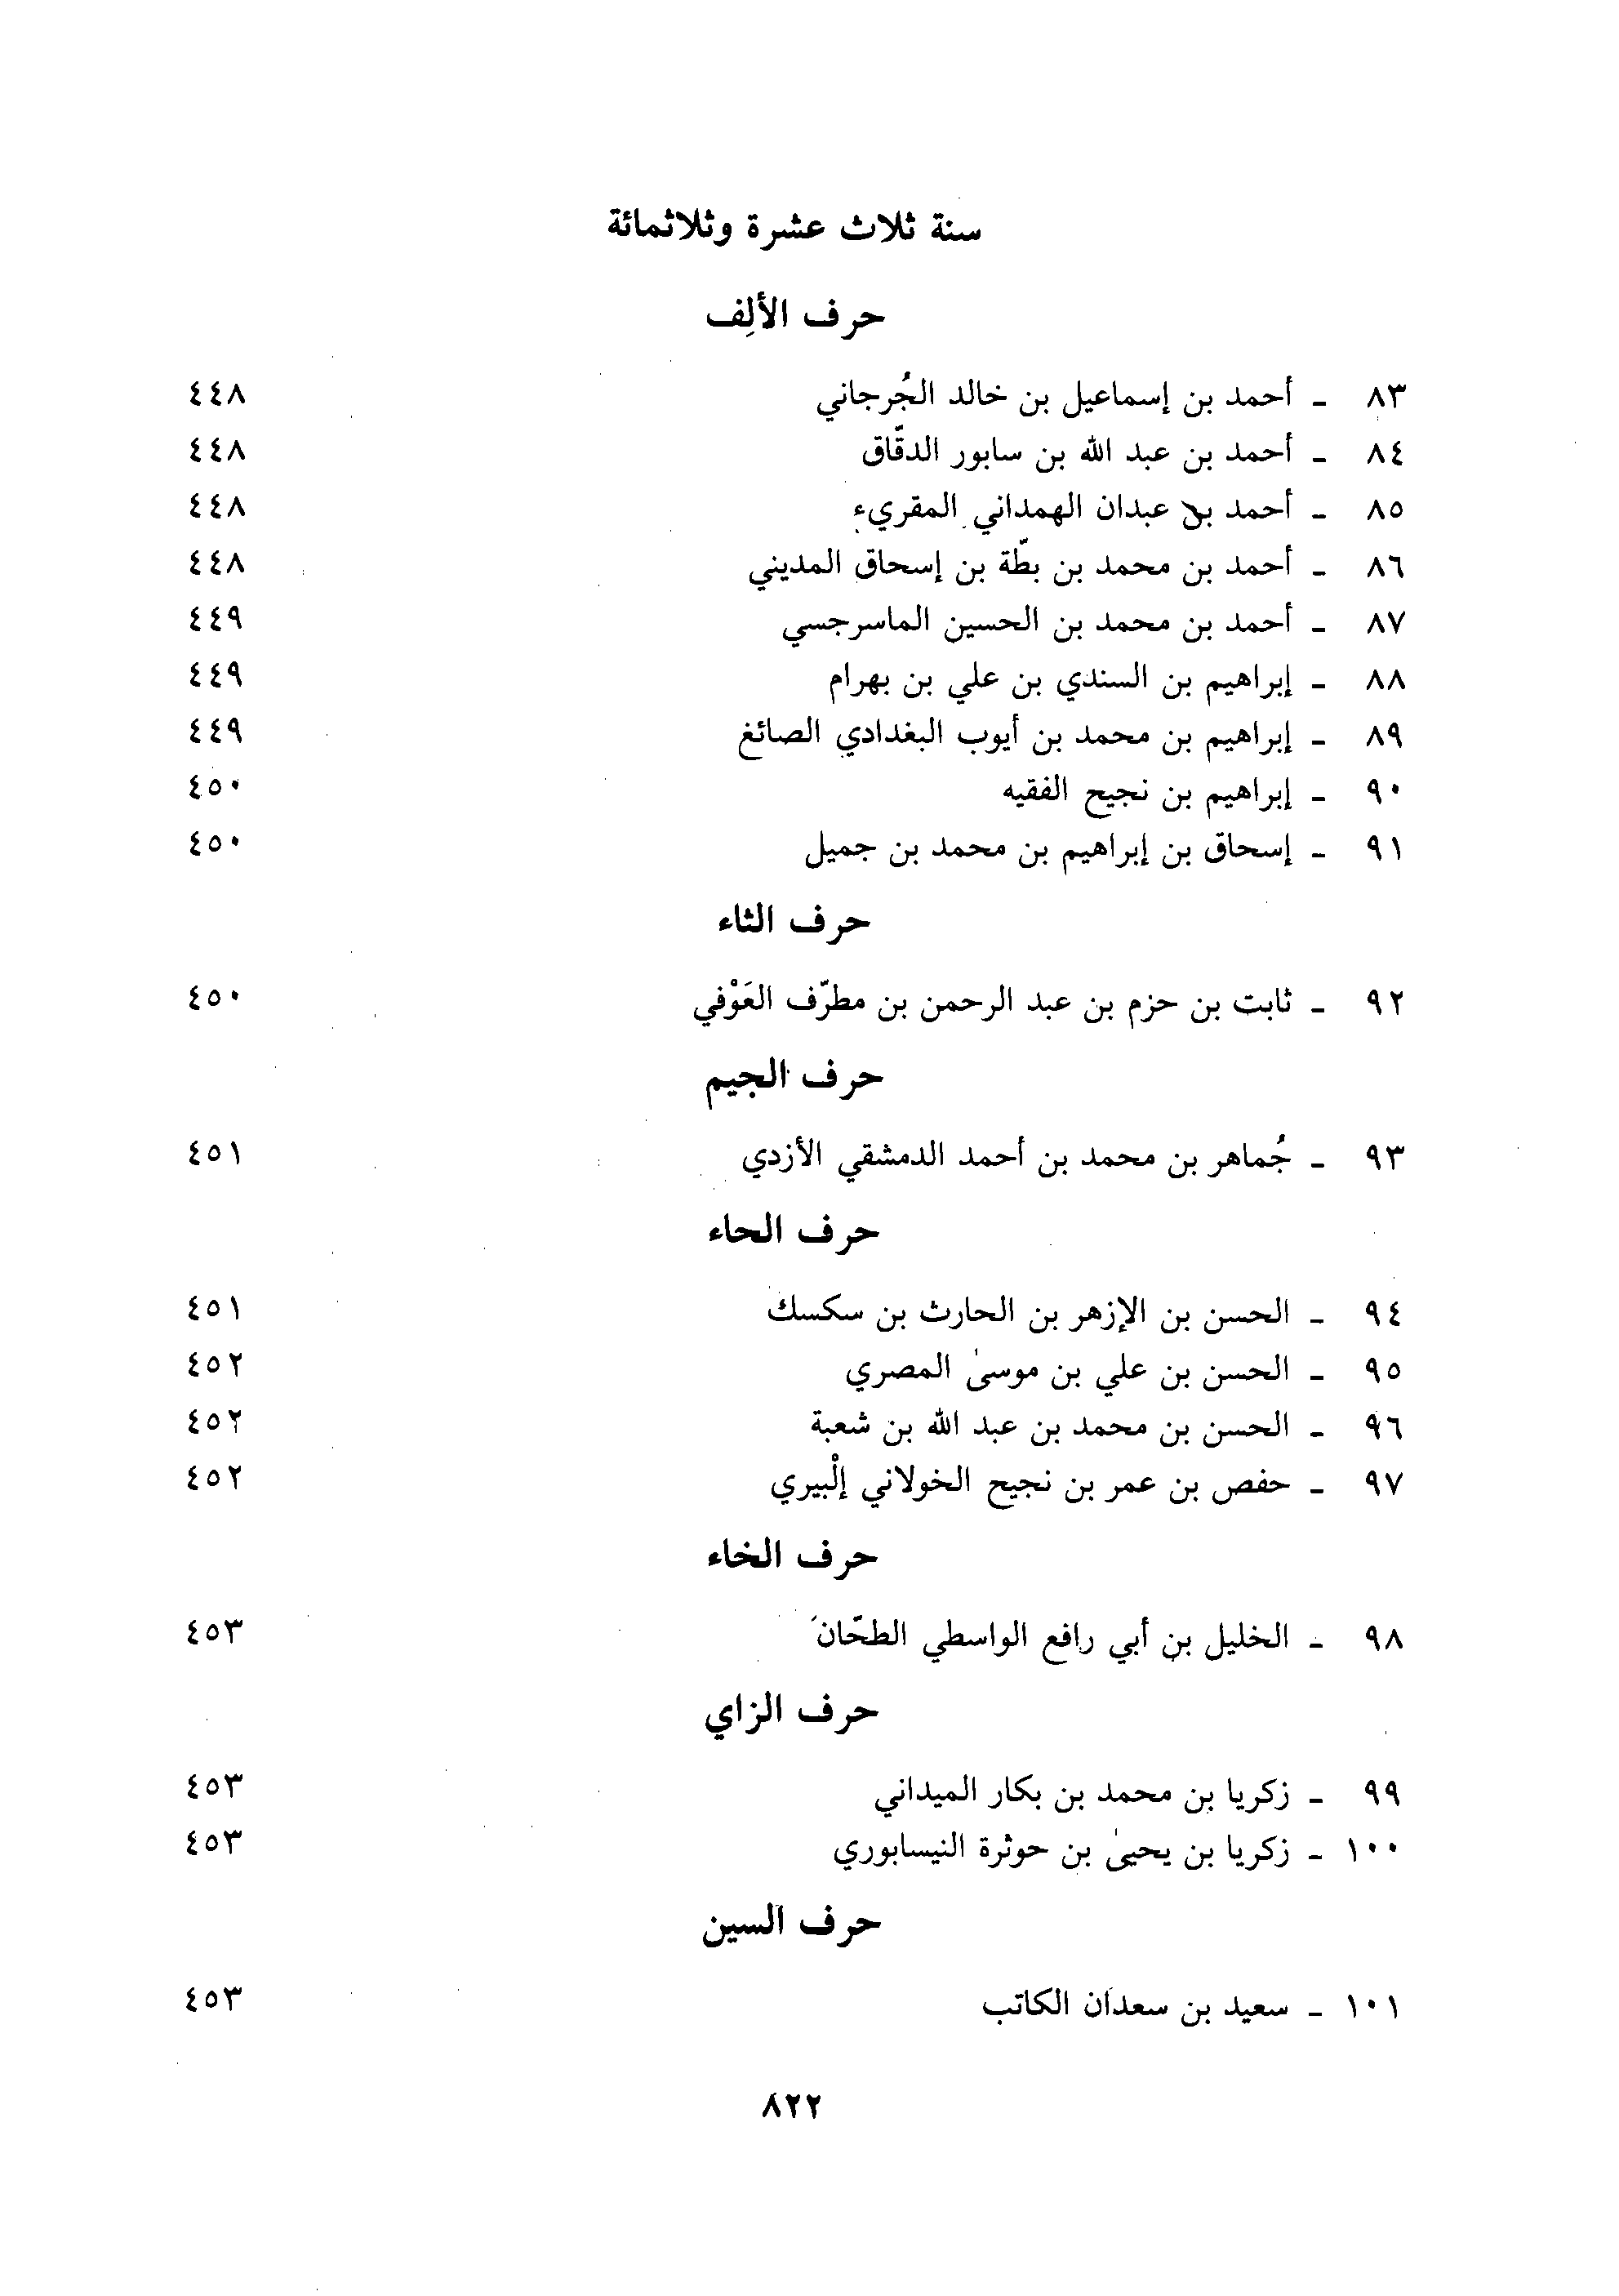 سنة ثلاث عشرة وثلاثمائة
حرف الألِف
٨٣ - أحمد بن إسماعيل بن خالد الجُرجاني ٤٤٨
٨٤ - أحمد بن عبد الله بن سابور الدقّاق ٤٤٨
٨٥ - أحمد بن عبدان الهمداني المقريء ٤٤٨
٨٦ - أحمد بن محمد بن بطّة بن إسحاق المديني ٤٤٨
٨٧ - أحمد بن محمد بن الحسين الماسرجسي ٤٤٩
٨٨ - إبراهيم بن السندي بن علي بن بهرام ٤٤٩
٨٩ - إبراهيم بن محمد بن أيوب البغدادي الصائغ ٤٤٩
٩٠ - إبراهيم بن نجيح الفقيه ٤٥٠
٩١ - إسحاق بن إبراهيم بن محمد بن جميل ٤٥٠
حرف الثاء
٩٢ - ثابت بن حزم بن عبد الرحمن بن مطرّف العَوْفي ٤٥٠
حرف الجيم
٩٣ - جُماهر بن محمد بن أحمد الدمشقي الأزدي ٤٥١
حرف الحاء
٩٤ - الحسن بن الإزهر بن الحارث بن سكسك ٤٥١
٩٥ - الحسن بن علي بن موسىٰ المصري ٤٥٢
٩٦ - الحسن بن محمد بن عبد الله بن شعبة ٤٥٢
٩٧ - حفص بن عمر بن نجيح الخولاني إلْبيري ٤٥٢
حرف الخاء
٩٨ - الخليل بن أبي رافع الواسطي الطحّان ٤٥٣
حرف الزاي
٩٩ - زكريا بن محمد بن بكار الميداني ٤٥٣
١٠٠ - زكريا بن يحيىٰ بن حوثرة النيسابوري ٤٥٣
حرف السين
١٠١ - سعيد بن سعدان الكاتب ٤٥٣
٨٢٢